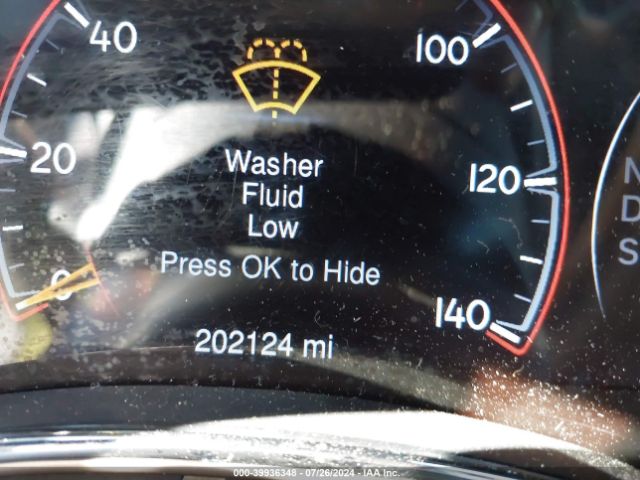 40
100
20
120
0
140
Washer
Fluid
Low
Press OK to Hide
202124 mi
N
D
S
000-39936348 - 07/26/2024 - IAA Inc.